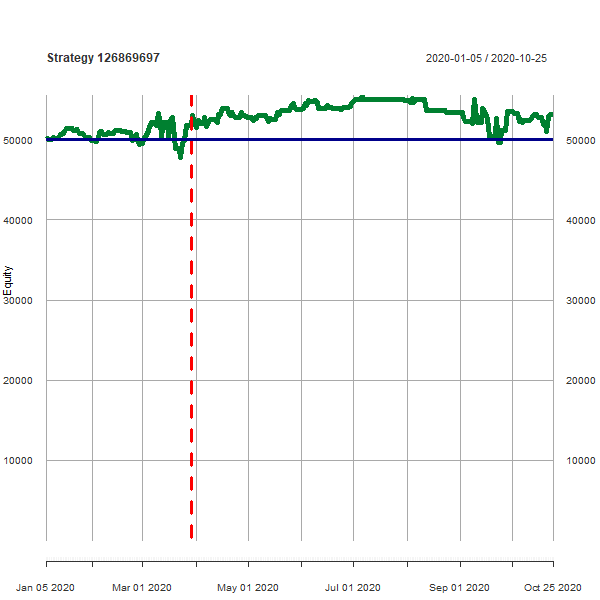 Strategy 126869697
2020-01-05 / 2020-10-25
50000
50000
40000
40000
Equity
30000
30000
20000
20000
10000
10000
Jan 05 2020
Mar 01 2020
May 01 2020
Jul 01 2020
Sep 01 2020
Oct 25 2020